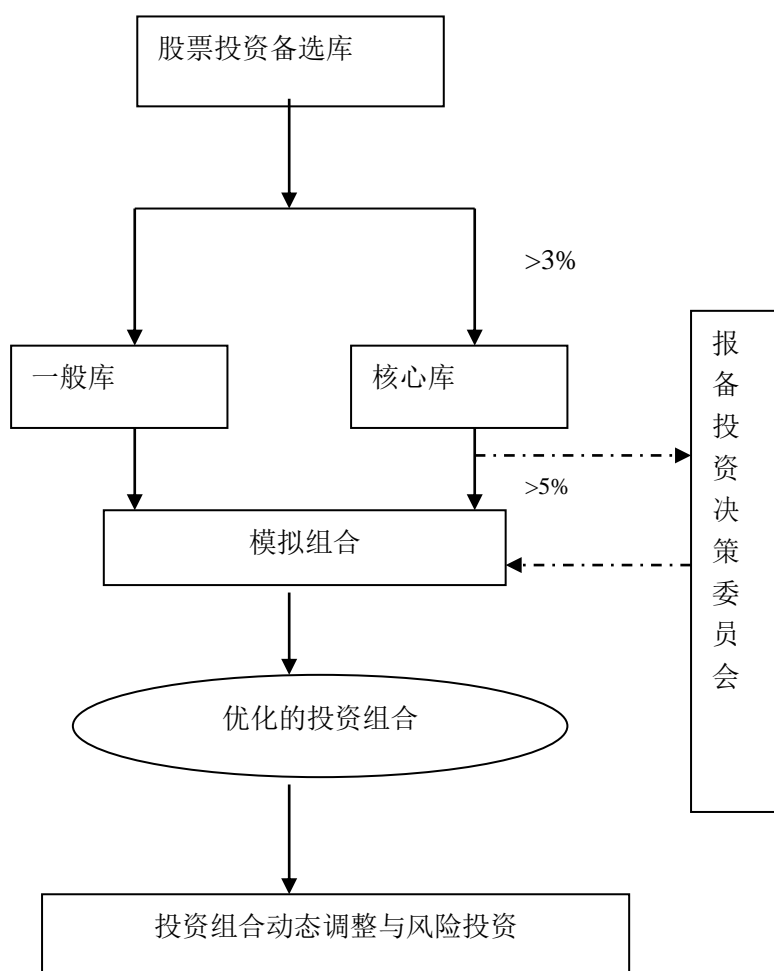 股票投资备选库
>3%
一般库
核心库
报备投资决策委员会
>5%
模拟组合
优化的投资组合
投资组合动态调整与风险投资